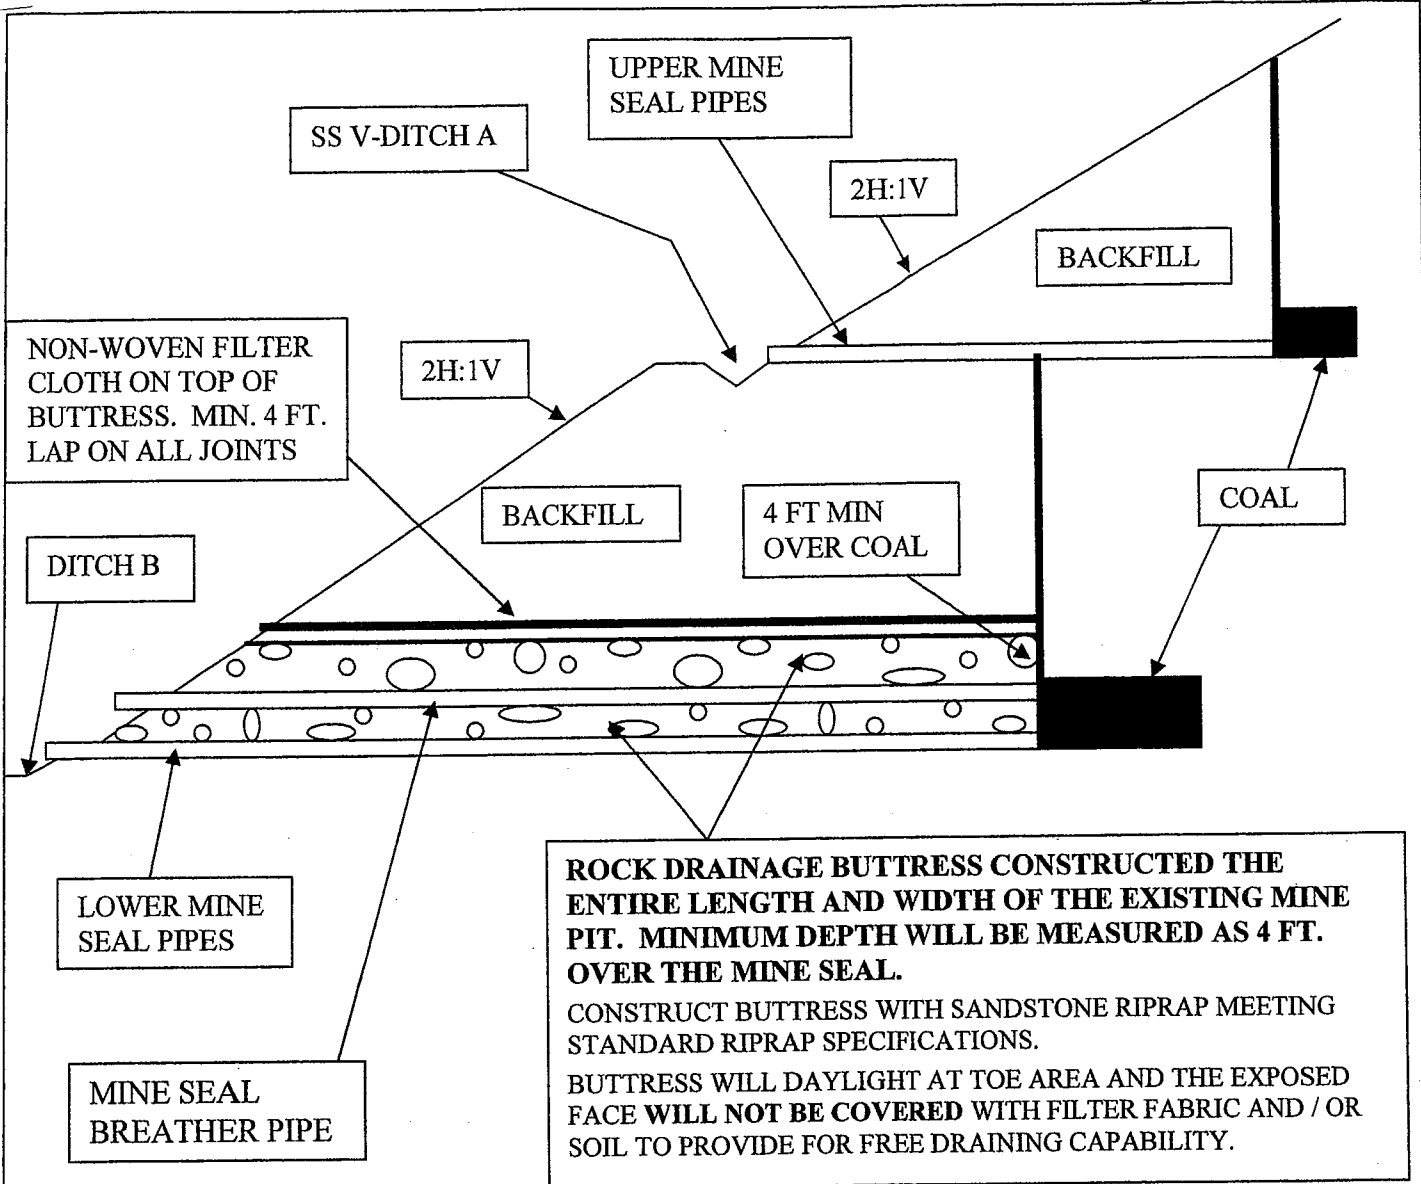 UPPER MINE
SEAL PIPES
SS V-DITCH A
2H:1V
BACKFILL
NON-WOVEN FILTER
CLOTH ON TOP OF
BUTTRESS. MIN. 4 FT.
LAP ON ALL JOINTS
2H:1V
BACKFILL
4 FT MIN
OVER COAL
COAL
DITCH B
LOWER MINE
SEAL PIPES
MINE SEAL
BREATHER PIPE
ROCK DRAINAGE BUTTRESS CONSTRUCTED THE
ENTIRE LENGTH AND WIDTH OF THE EXISTING MINE
PIT. MINIMUM DEPTH WILL BE MEASURED AS 4 FT.
OVER THE MINE SEAL.
CONSTRUCT BUTTRESS WITH SANDSTONE RIPRAP MEETING
STANDARD RIPRAP SPECIFICATIONS.
BUTTRESS WILL DAYLIGHT AT TOE AREA AND THE EXPOSED
FACE WILL NOT BE COVERED WITH FILTER FABRIC AND / OR
SOIL TO PROVIDE FOR FREE DRAINING CAPABILITY.